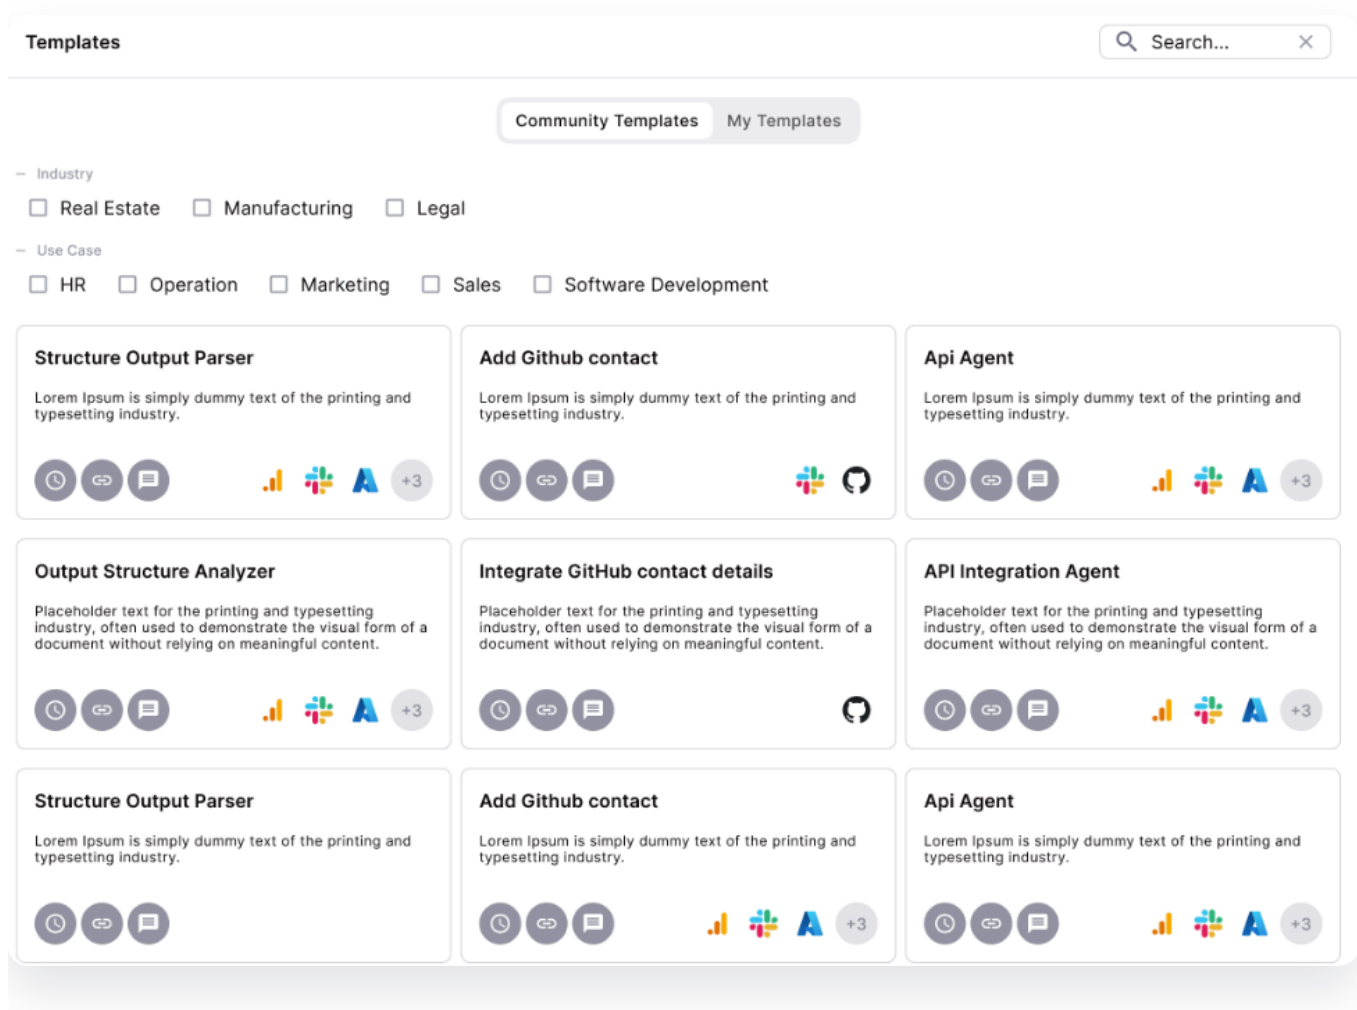 Templates
Search...
Community Templates My Templates
Industry
Real Estate Manufacturing Legal
Use Case
HR Operation Marketing Sales Software Development
Structure Output Parser
Lorem Ipsum is simply dummy text of the printing and
typesetting industry.
+3
Add Github contact
Lorem Ipsum is simply dummy text of the printing and
typesetting industry.
Api Agent
Lorem Ipsum is simply dummy text of the printing and
typesetting industry.
+3
Output Structure Analyzer
Placeholder text for the printing and typesetting
industry, often used to demonstrate the visual form of a
document without relying on meaningful content.
+3
Integrate GitHub contact details
Placeholder text for the printing and typesetting
industry, often used to demonstrate the visual form of a
document without relying on meaningful content.
API Integration Agent
Placeholder text for the printing and typesetting
industry, often used to demonstrate the visual form of a
document without relying on meaningful content.
+3
Structure Output Parser
Lorem Ipsum is simply dummy text of the printing and
typesetting industry.
Add Github contact
Lorem Ipsum is simply dummy text of the printing and
typesetting industry.
+3
Api Agent
Lorem Ipsum is simply dummy text of the printing and
typesetting industry.
+3